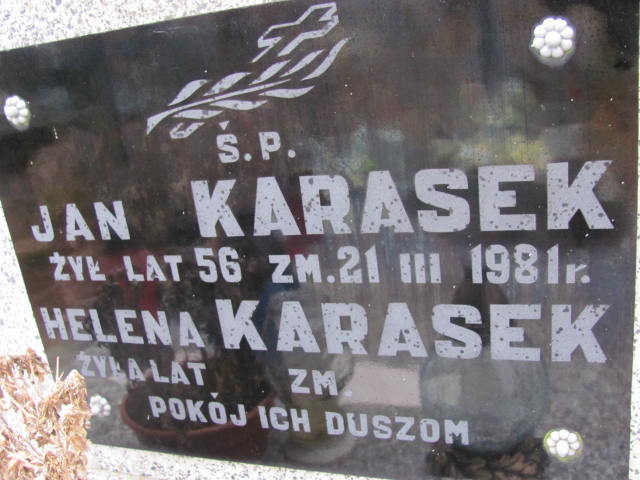 Ś.P.
JAN KARASEK
ŻYŁ LAT 56 ZM. 21 III 1981 r.
HELENA KARASEK
ŻYŁA LAT ZM.
POKÓJ ICH DUSZOM